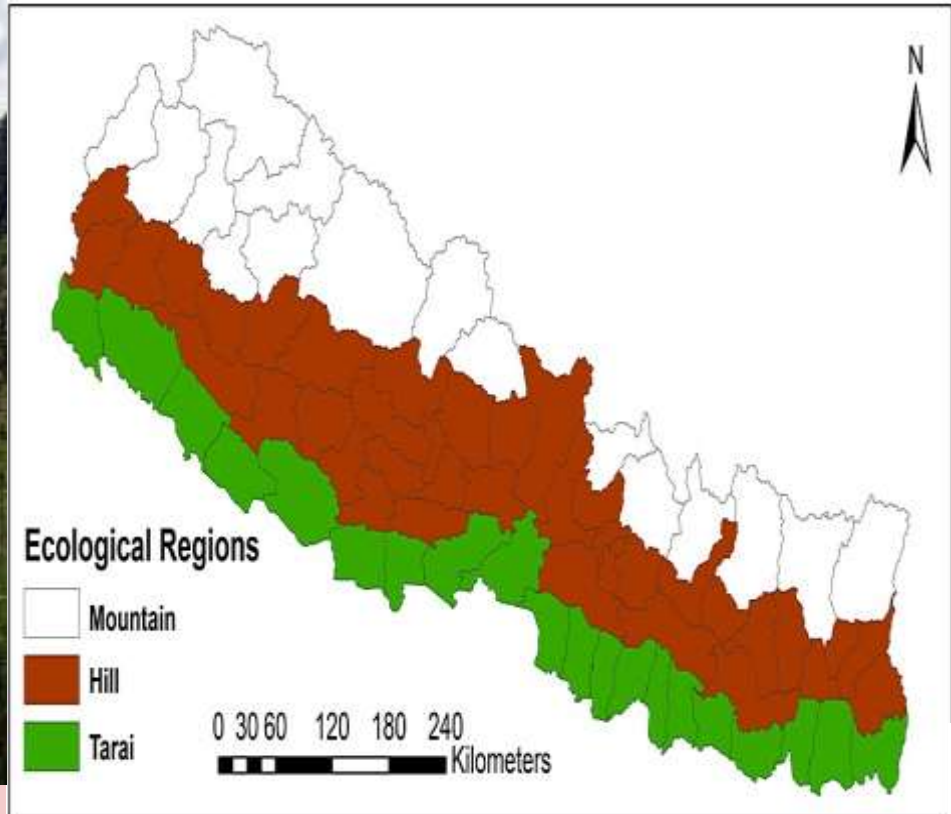 N
Ecological Regions
Mountain
Hill
Tarai
0 30 60 120 180 240
Kilometers